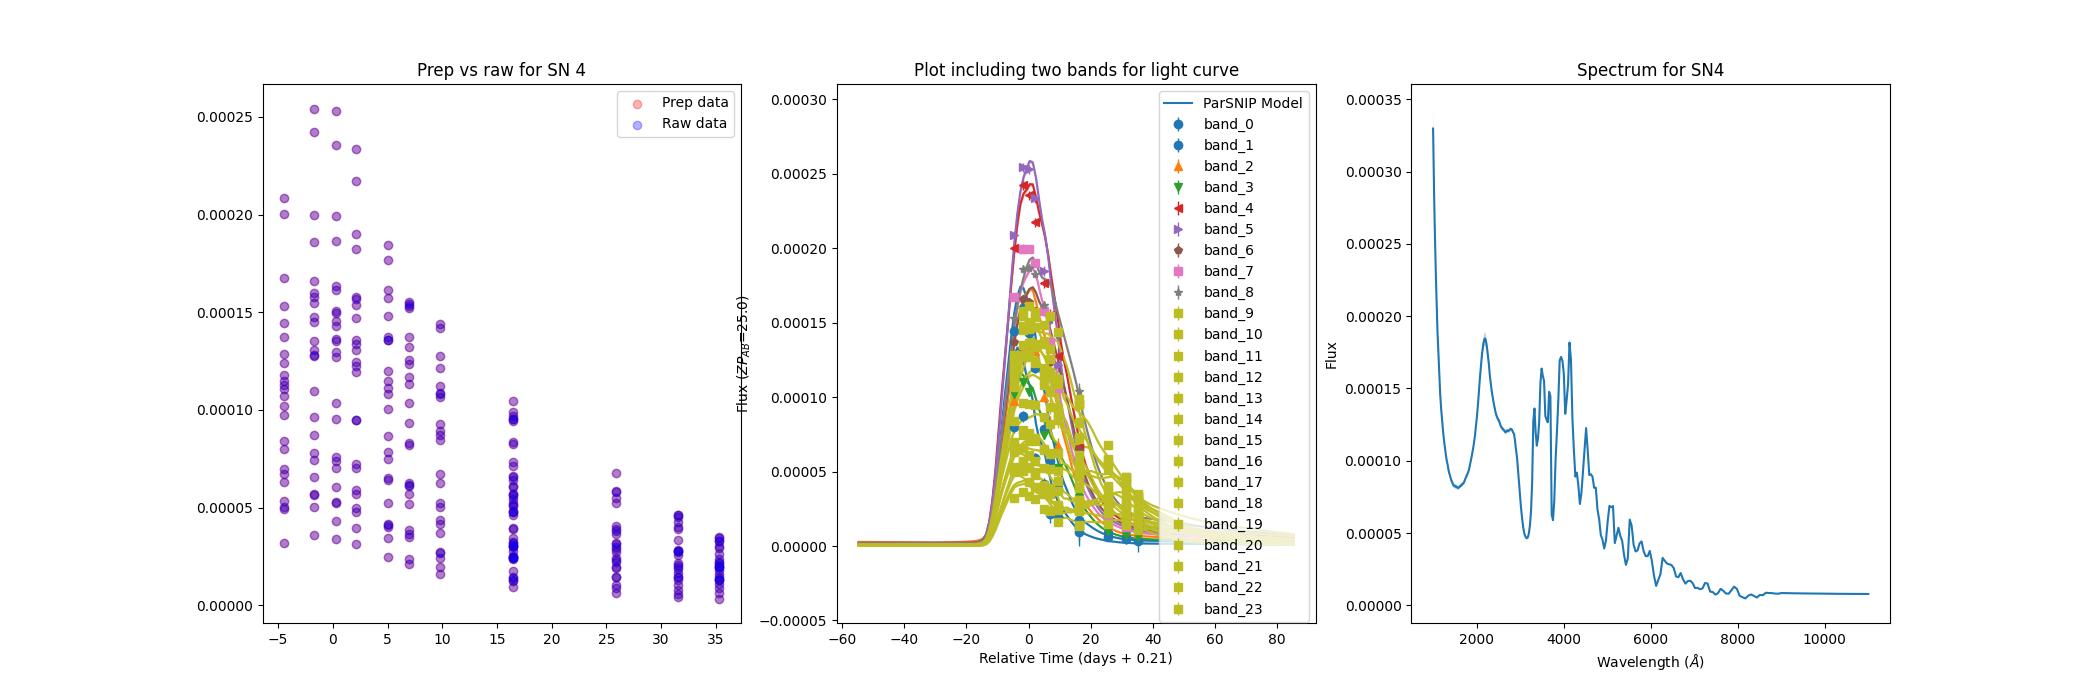 Prep vs raw for SN 4
Prep data
Raw data
0.00025
0.00020
0.00015
0.00010
0.00005
0.00000
−5 0 5 10 15 20 25 30 35
Plot including two bands for light curve
Flux (ZP_AB=25.0)
0.00030
0.00025
0.00020
0.00015
0.00010
0.00005
0.00000
−0.00005
−60 −40 −20 0 20 40 60 80
Relative Time (days + 0.21)
ParSNIP Model
band_0
band_1
band_2
band_3
band_4
band_5
band_6
band_7
band_8
band_9
band_10
band_11
band_12
band_13
band_14
band_15
band_16
band_17
band_18
band_19
band_20
band_21
band_22
band_23
Spectrum for SN4
Flux
0.00035
0.00030
0.00025
0.00020
0.00015
0.00010
0.00005
0.00000
2000 4000 6000 8000 10000
Wavelength (Å)